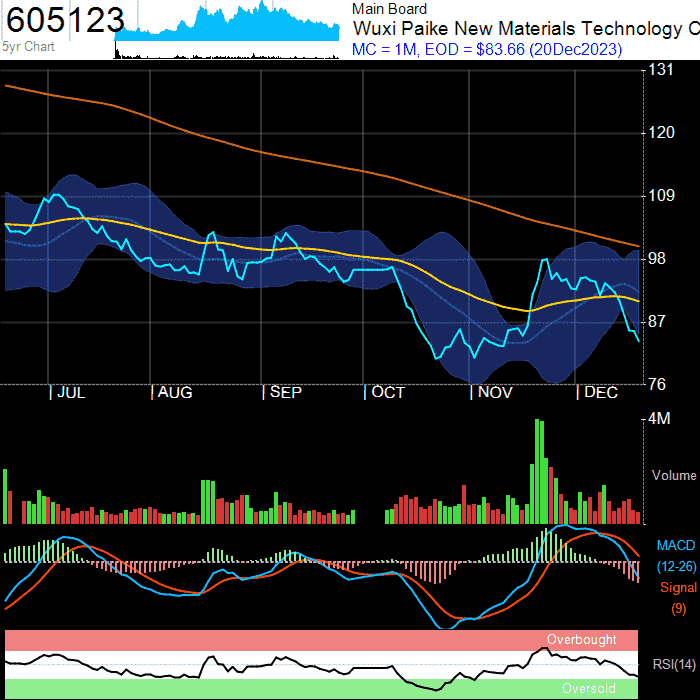 605123
5yr Chart
Main Board
Wuxi Paike New Materials Technology C
MC = 1M, EOD = $83.66 (20Dec2023)
131
120
109
98
87
76
| JUL
| AUG
| SEP
| OCT
| NOV
| DEC
4M
Volume
MACD
(12-26)
Signal
(9)
Overbought
RSI(14)
Oversold